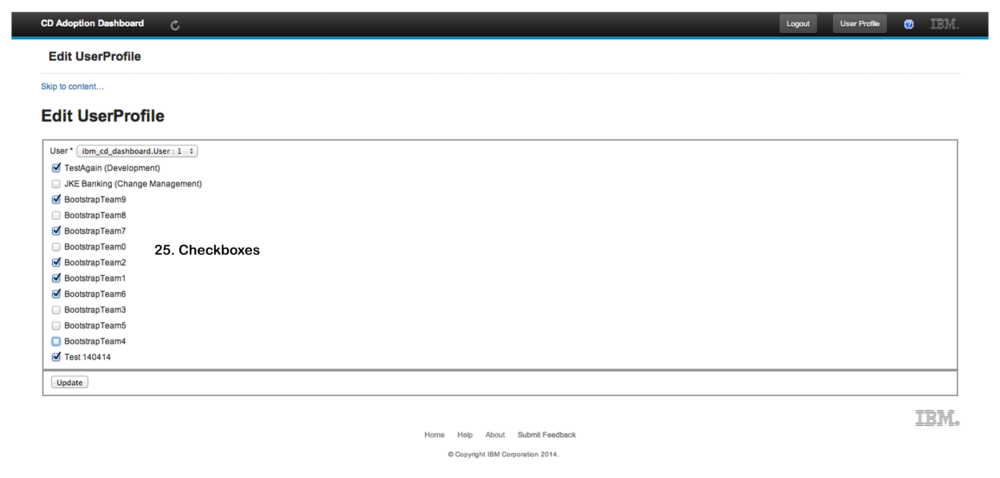 CD Adoption Dashboard Logout User Profile ? IBM.
Edit UserProfile
Skip to content...
Edit UserProfile
User * ibm_cd_dashboard.User : 1
TestAgain (Development)
JKE Banking (Change Management)
BootstrapTeam9
BootstrapTeam8
BootstrapTeam7
BootstrapTeam0
25. Checkboxes
BootstrapTeam2
BootstrapTeam1
BootstrapTeam6
BootstrapTeam3
BootstrapTeam5
BootstrapTeam4
Test 140414
Update
IBM®
Home Help About Submit Feedback
© Copyright IBM Corporation 2014.